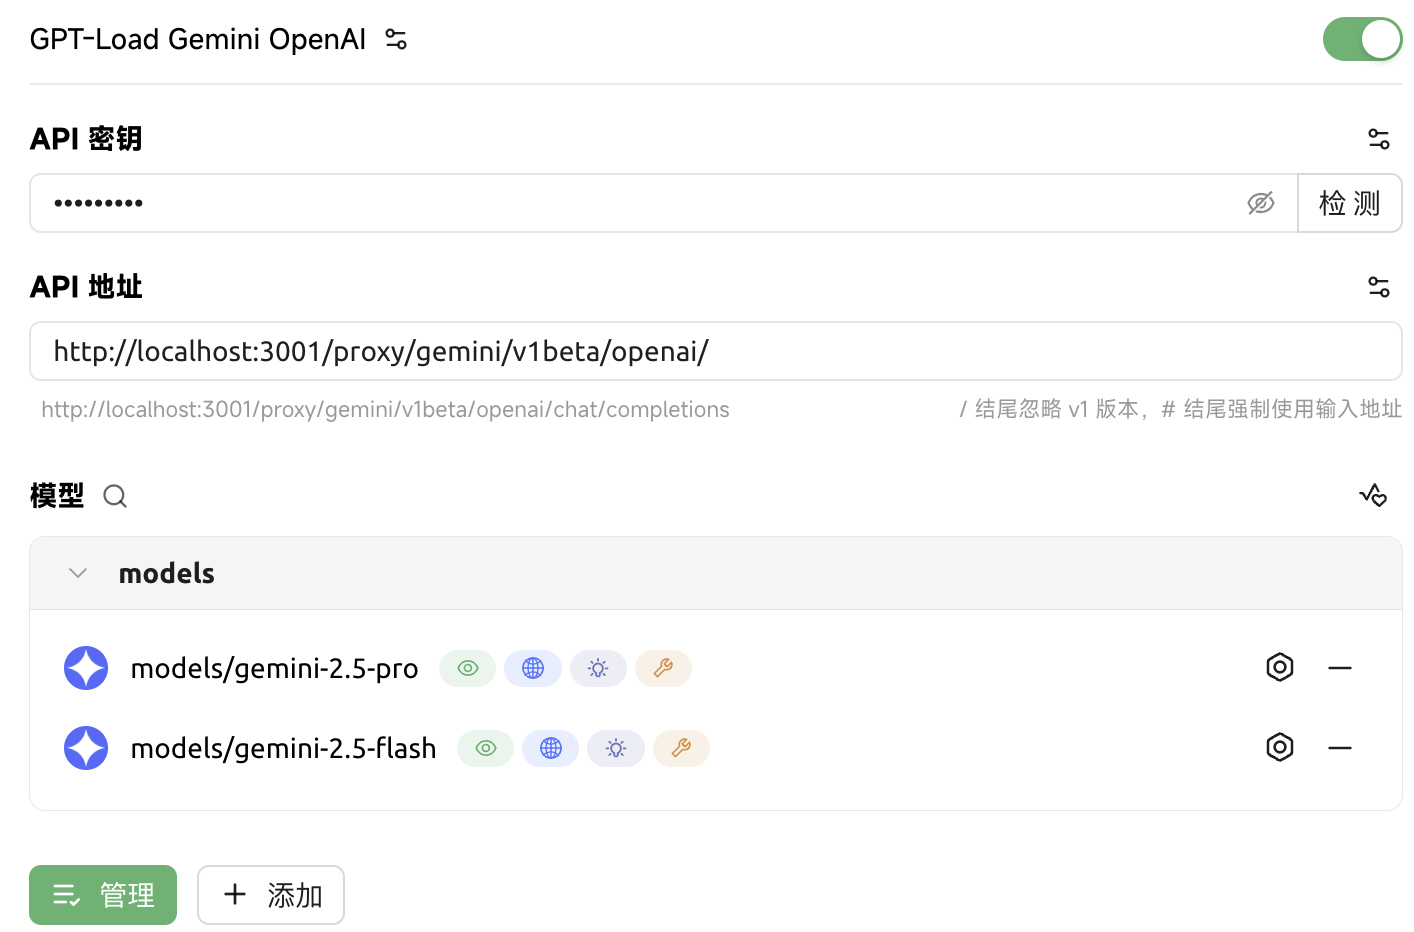 GPT-Load Gemini OpenAI
API 密钥
•••••••••
检 测
API 地址
http://localhost:3001/proxy/gemini/v1beta/openai/
http://localhost:3001/proxy/gemini/v1beta/openai/chat/completions
/ 结尾忽略 v1 版本，# 结尾强制使用输入地址
模型
models
models/gemini-2.5-pro
models/gemini-2.5-flash
管理
添加